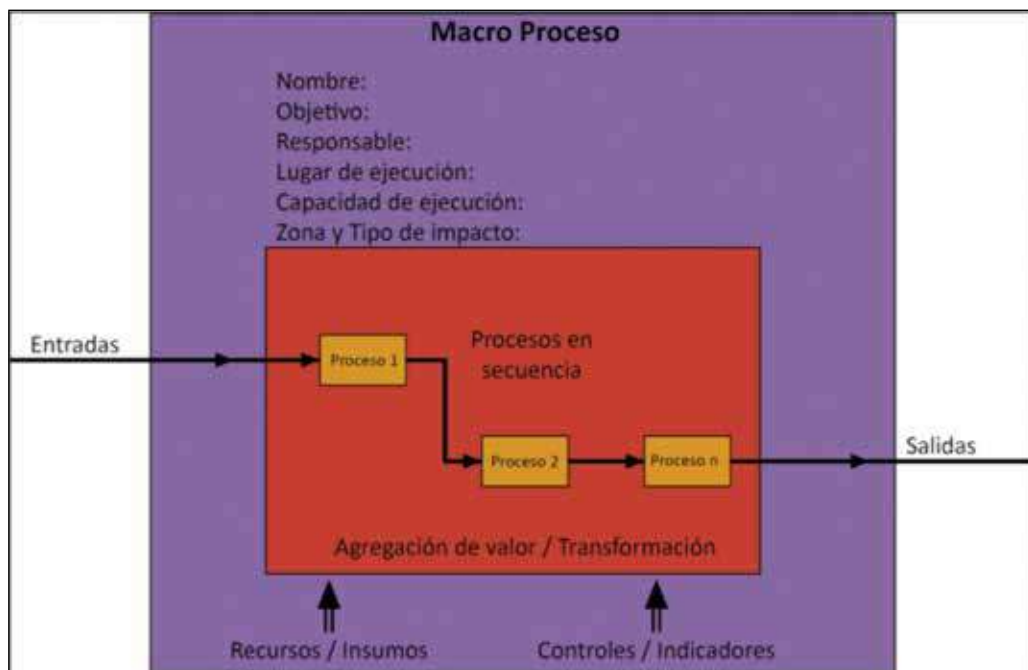 Macro Proceso
Nombre:
Objetivo:
Responsable:
Lugar de ejecución:
Capacidad de ejecución:
Zona y Tipo de impacto:
Entradas
Proceso 1
Procesos en
secuencia
Proceso 2
Proceso n
Salidas
Agregación de valor / Transformación
Recursos / Insumos
Controles / Indicadores